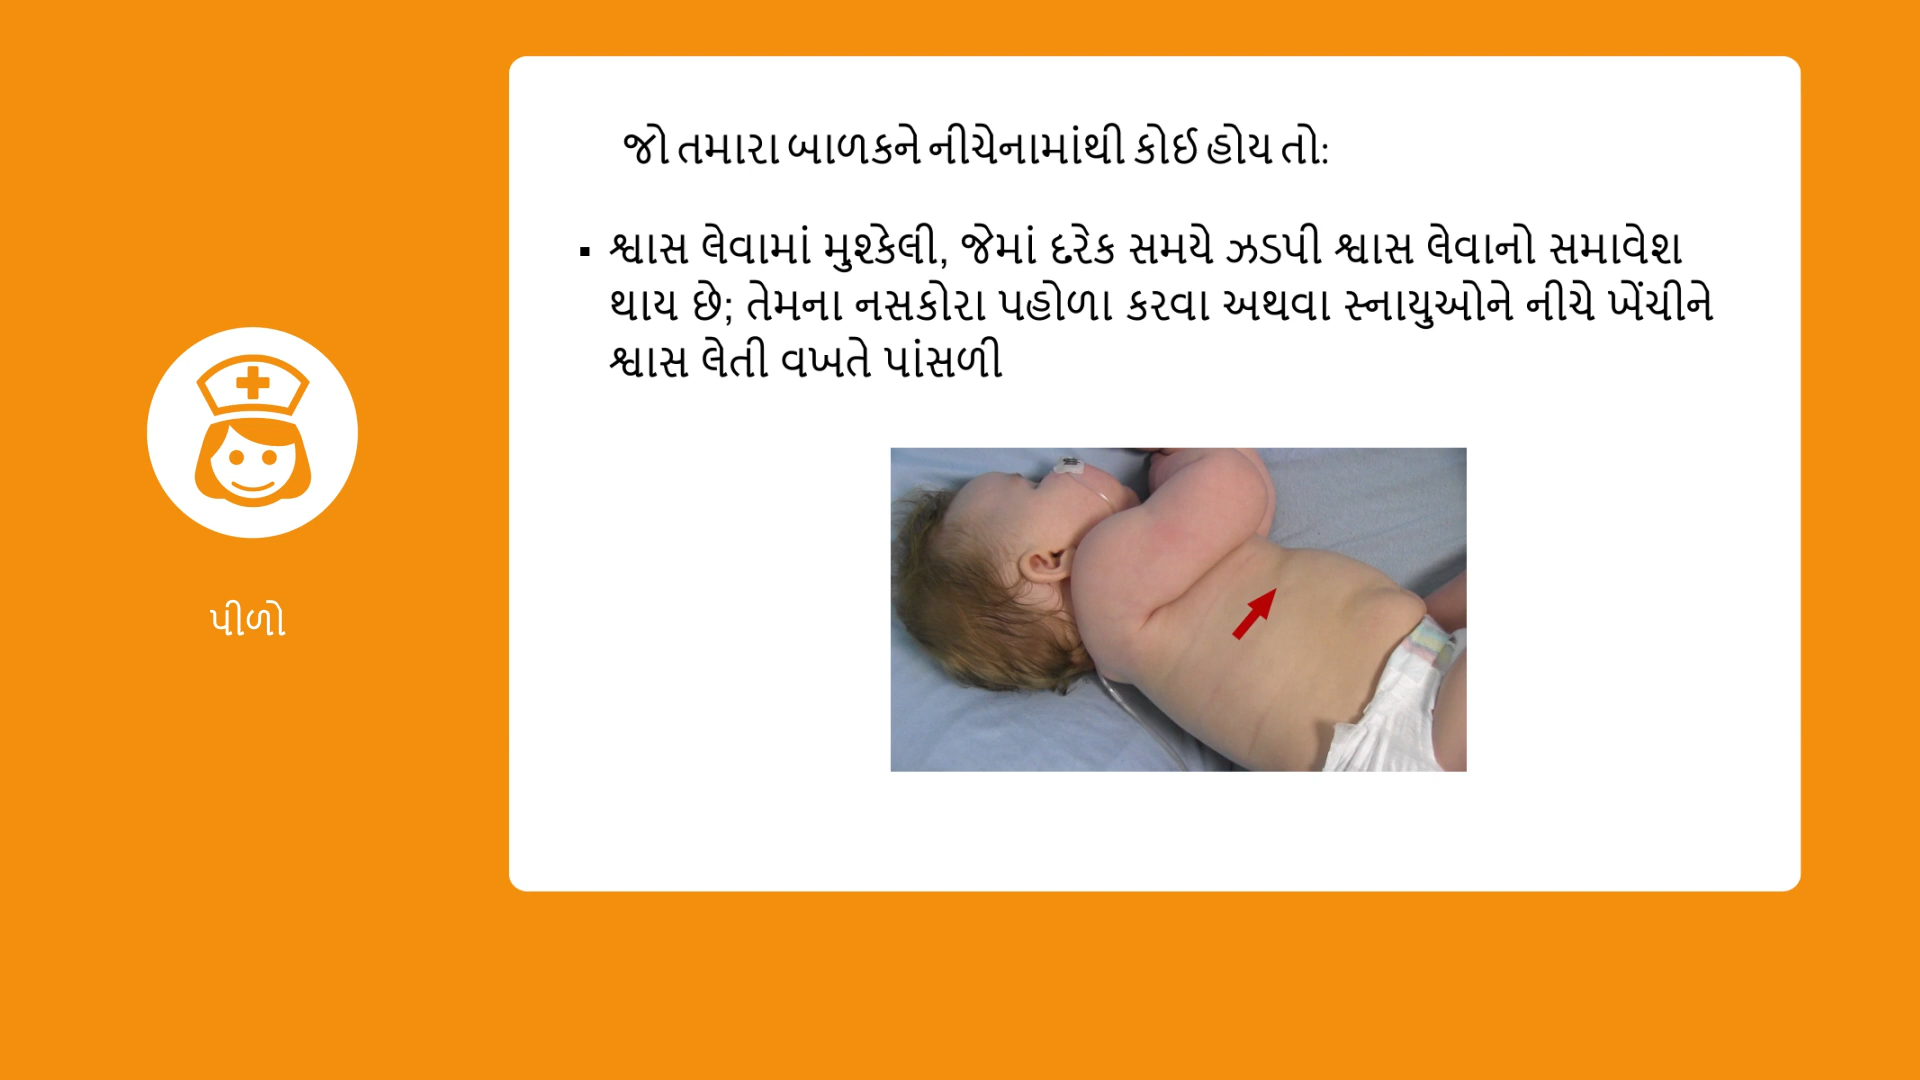 જો તમારા બાળકને નીચેનામાંથી કોઈ હોય તો:
▪ શ્વાસ લેવામાં મુશ્કેલી, જેમાં દરેક સમયે ઝડપી શ્વાસ લેવાનો સમાવેશ
થાય છે; તેમના નસકોરા પહોળા કરવા અથવા સ્નાયુઓને નીચે ખેંચીને
શ્વાસ લેતી વખતે પાંસળી
પીળો